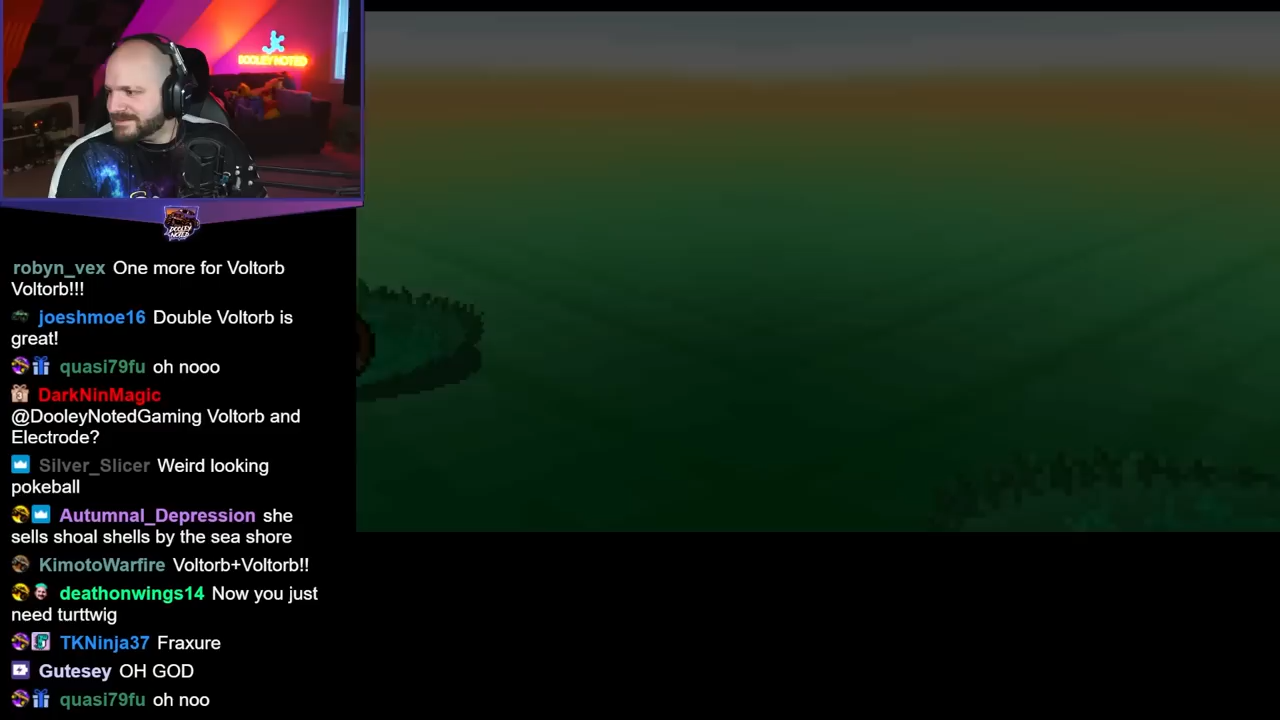 DOOLEY NOTED
DOOLEY
NOTED
robyn_vex One more for Voltorb
Voltorb!!!
joeshmoe16 Double Voltorb is
great!
quasi79fu oh nooo
DarkNinMagic
@DooleyNotedGaming Voltorb and
Electrode?
Silver_Slicer Weird looking
pokeball
Autumnal_Depression she
sells shoal shells by the sea shore
KimotoWarfire Voltorb+Voltorb!!
deathonwings14 Now you just
need turttwig
TKNinja37 Fraxure
Gutesey OH GOD
quasi79fu oh noo